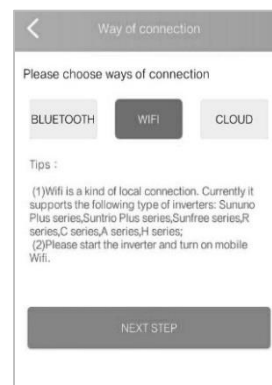 Way of connection
Please choose ways of connection
BLUETOOTH WIFI CLOUD
Tips :
(1)Wifi is a kind of local connection. Currently it
supports the following type of inverters: Sununo
Plus series,Suntrio Plus series,Sunfree series,R
series,C series,A series,H series;
(2)Please start the inverter and turn on mobile
Wifi.
NEXT STEP